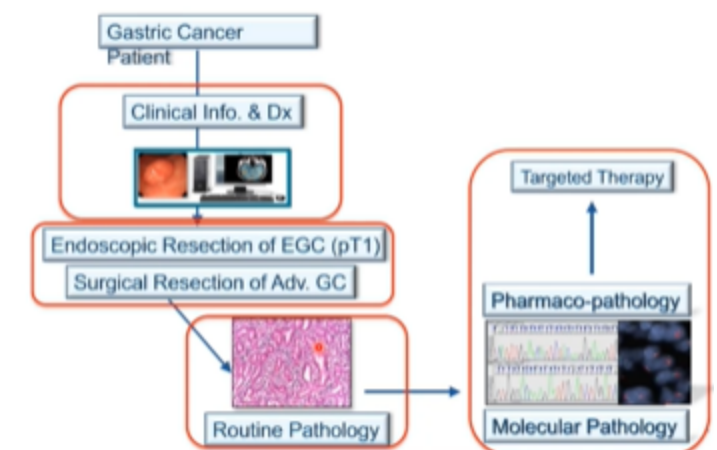 Gastric Cancer
Patient
Clinical Info. & Dx
Endoscopic Resection of EGC (pT1)
Surgical Resection of Adv. GC
Routine Pathology
Targeted Therapy
Pharmaco-pathology
Molecular Pathology